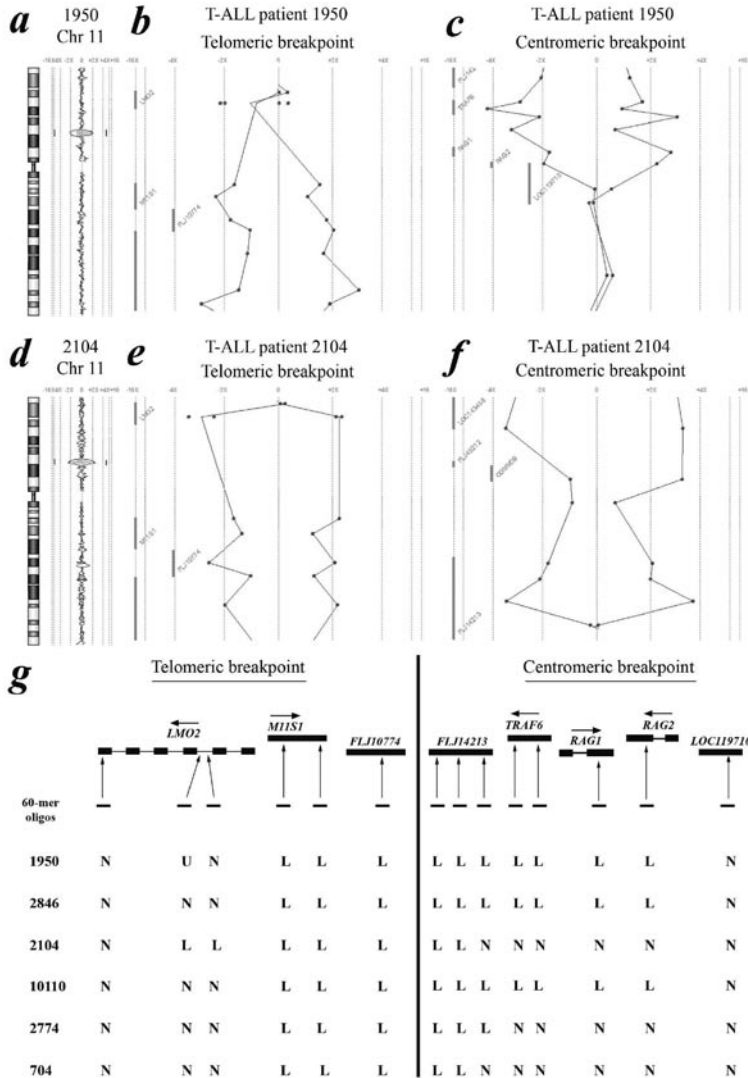 a
1950
Chr 11
b
T-ALL patient 1950
Telomeric breakpoint
c
T-ALL patient 1950
Centromeric breakpoint
LMO2
M11S1
FLJ10774
TRAF6
RAG1
RAG2
d
2104
Chr 11
e
T-ALL patient 2104
Telomeric breakpoint
f
T-ALL patient 2104
Centromeric breakpoint
LMO2
M11S1
FLJ10774
FLJ14213
g
Telomeric breakpoint
Centromeric breakpoint
LMO2 M11S1 FLJ10774 FLJ14213 TRAF6 RAG1 RAG2 LOC119710
60-mer
oligos
1950 N U N L L L L L L L L L L N
2846 N N N L L L L L L L L L L N
2104 N L L L L L L L N N N N N N
10110 N N N L L L L L L L L L L N
2774 N N N L L L L L L N N N N N
704 N N N L L L L L N N N N N N